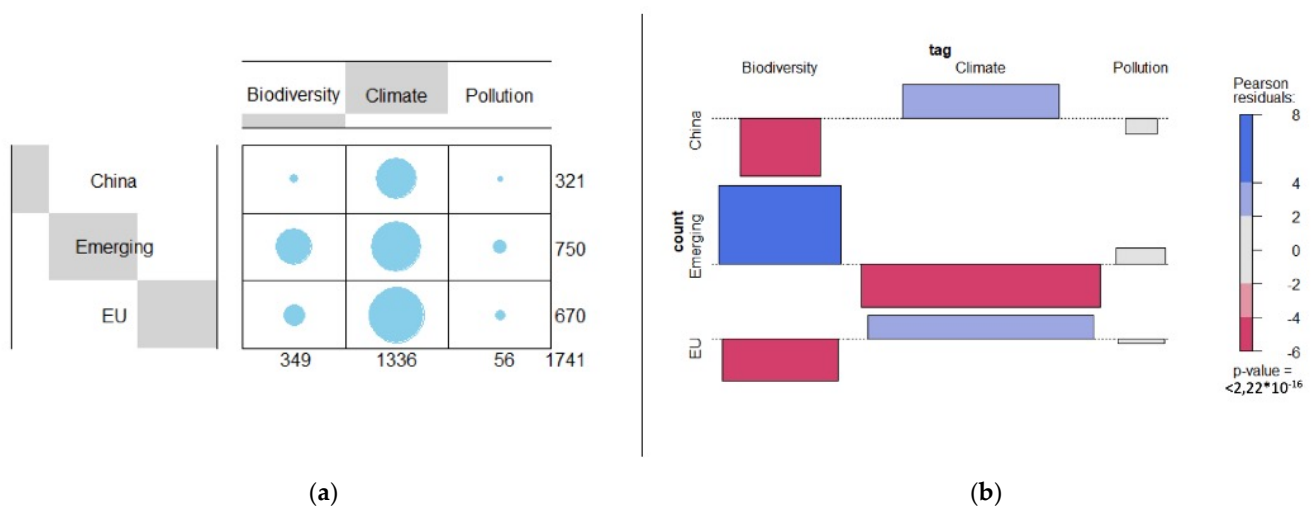 Biodiversity Climate Pollution
China 321
Emerging 750
EU 670
349 1336 56 1741
(a)
tag
Biodiversity Climate Pollution
count
China
Emerging
EU
Pearson
residuals:
8
4
2
0
-2
-4
-6
p-value =
<2,22*10⁻¹⁶
(b)